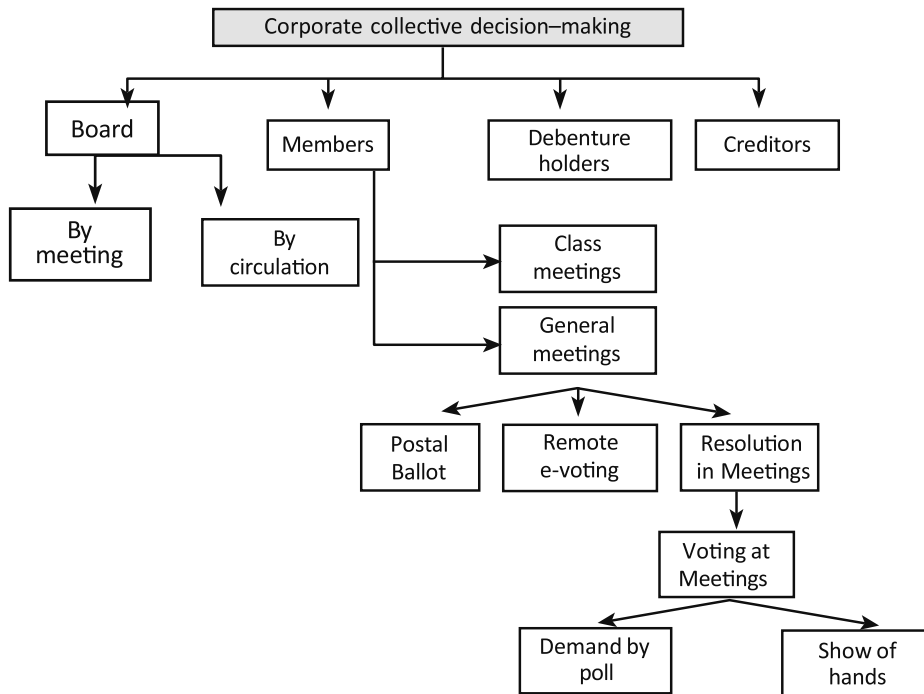 Corporate collective decision–making
Board
Members
Debenture
holders
Creditors
By
meeting
By
circulation
Class
meetings
General
meetings
Postal
Ballot
Remote
e-voting
Resolution
in Meetings
Voting at
Meetings
Demand by
poll
Show of
hands